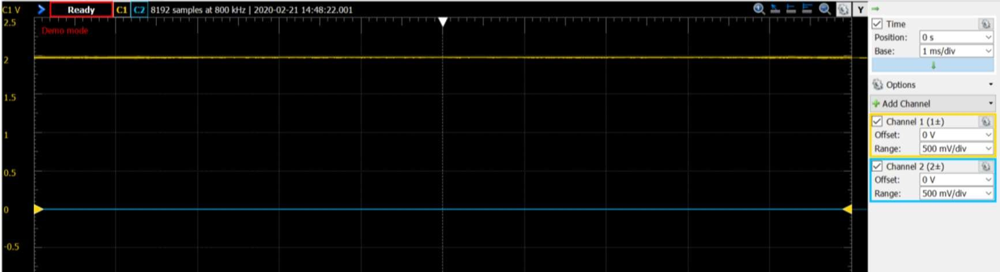 C1 V Ready C1 C2 8192 samples at 800 kHz | 2020-02-21 14:48:22.001 Y
Demo mode
2.5
2
1.5
1
0.5
0
-0.5
Time
Position: 0 s
Base: 1 ms/div
Options
Add Channel
Channel 1 (1±)
Offset: 0 V
Range: 500 mV/div
Channel 2 (2±)
Offset: 0 V
Range: 500 mV/div